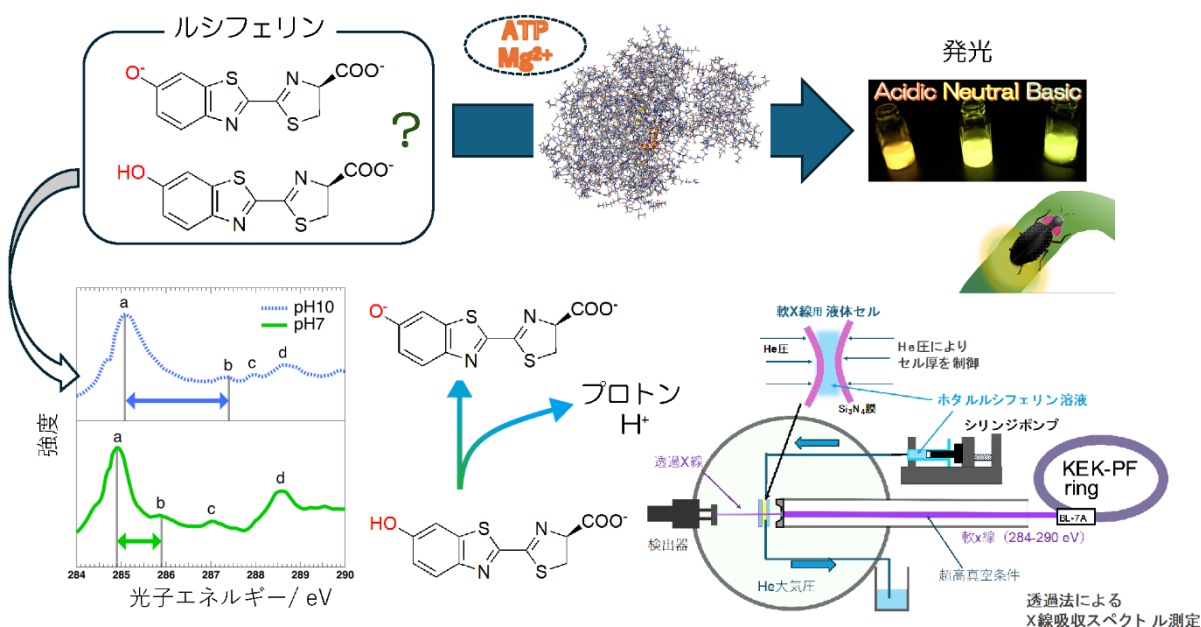 ルシフェリン
O-
S
N
N
S
COO-
HO
S
N
N
S
COO-
?
ATP
Mg2+
発光
Acidic Neutral Basic
pH10
pH7
a
b
c
d
a
b
c
d
強度
284 285 286 287 288 289 290
光子エネルギー/ eV
O-
S
N
N
S
COO-
プロトン
H+
HO
S
N
N
S
COO-
軟X線用 液体セル
He圧
He圧により
セル厚を制御
Si3N4膜
ホタルルシフェリン溶液
シリンジポンプ
透過X線
KEK-PF
ring
BL-7A
検出器
軟x線(284-290 eV)
超高真空条件
He大気圧
透過法による
X線吸収スペクトル測定